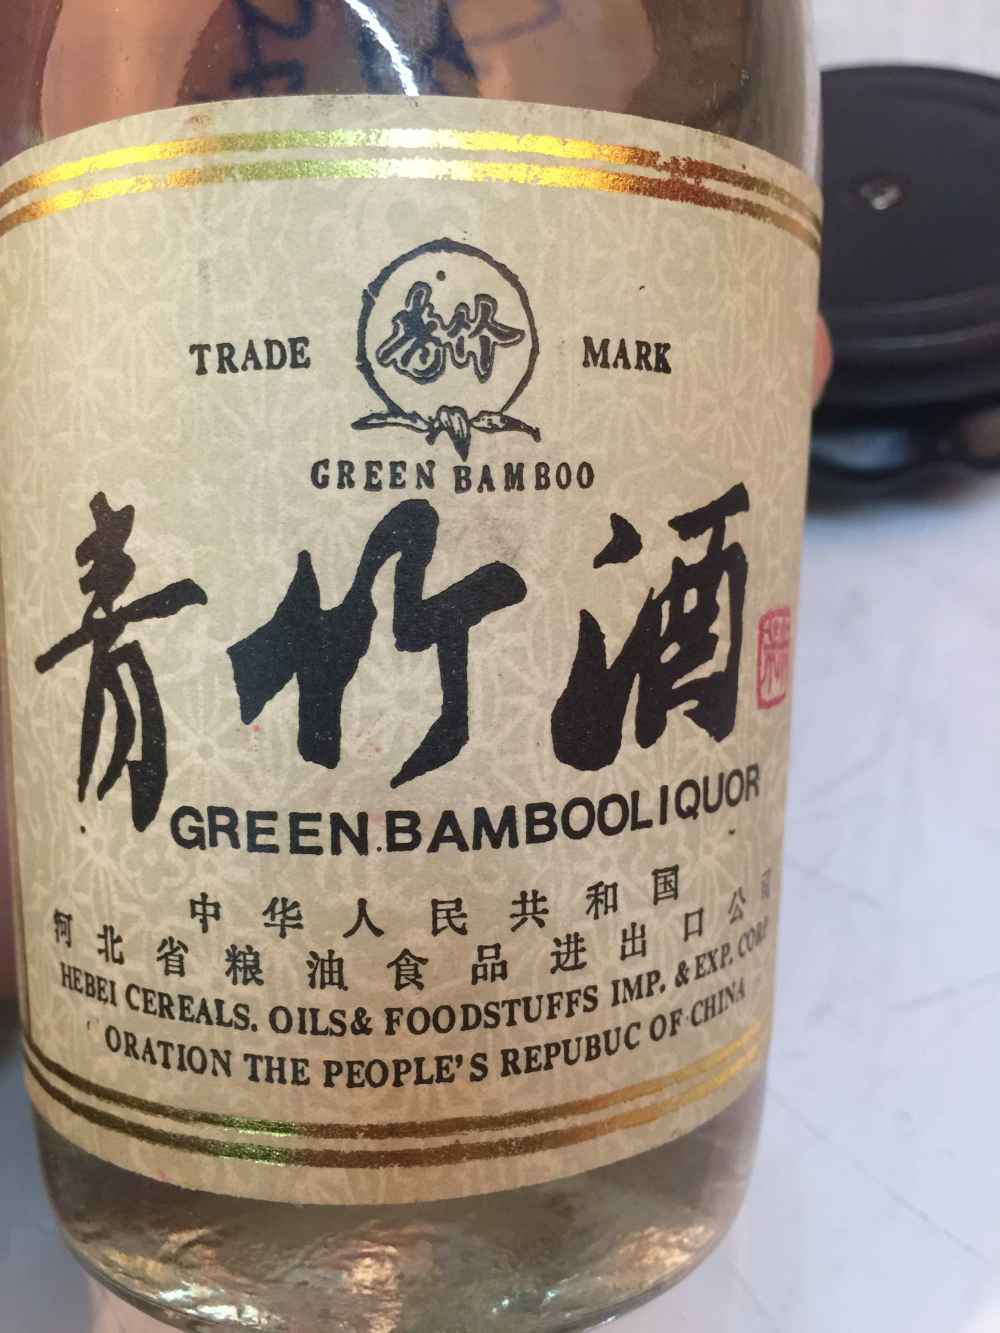 TRADE 青竹 MARK
GREEN BAMBOO
青竹酒
GREEN.BAMBOOLIQUOR
中华人民共和国
河北省粮油食品进出口公司
HEBEI CEREALS. OILS& FOODSTUFFS IMP. & EXP. CORP
ORATION THE PEOPLE'S REPUBUC OF CHINA